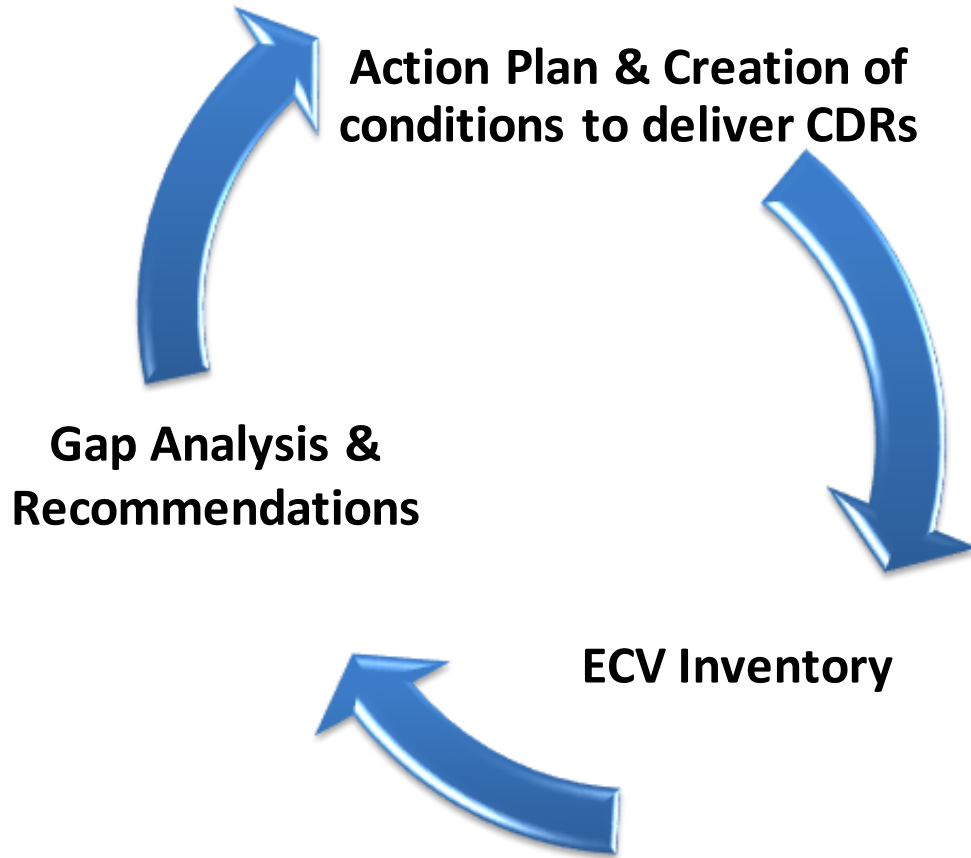 Action Plan & Creation of
conditions to deliver CDRs
Gap Analysis &
Recommendations
ECV Inventory